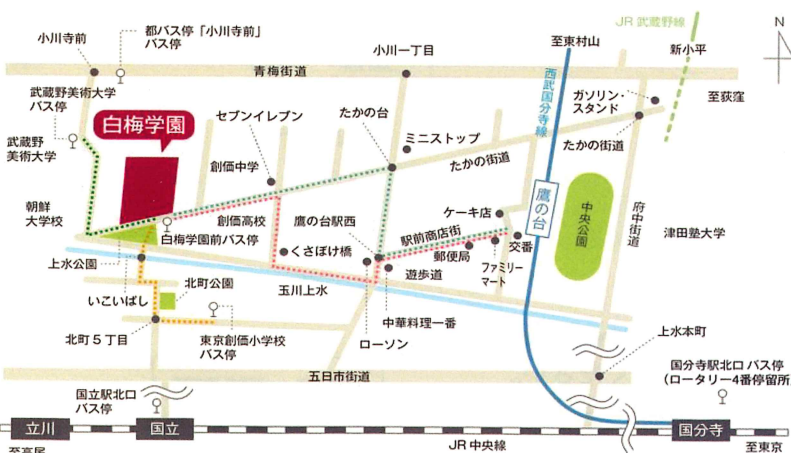 JR 武蔵野線
N
都バス停「小川寺前」
バス停
小川寺前
小川一丁目
至東村山
新小平
青梅街道
至荻窪
武蔵野美術大学
バス停
西武国分寺線
ガソリン・
スタンド
白梅学園
セブンイレブン
たかの台
ミニストップ
武蔵野
美術大学
たかの街道
たかの街道
創価中学
朝鮮
大学校
創価高校
鷹の台駅西
ケーキ店
鷹の台
中央公園
府中街道
白梅学園前バス停
駅前商店街
交番
津田塾大学
くさぼけ橋
郵便局
上水公園
遊歩道
ファミリー
マート
いこいばし
北町公園
玉川上水
中華料理一番
北町5丁目
東京創価小学校
バス停
ローソン
上水本町
五日市街道
国分寺駅北口 バス停
(ロータリー4番停留所
国立駅北口
バス停
立川
国立
国分寺
至高尾
JR 中央線
至東京